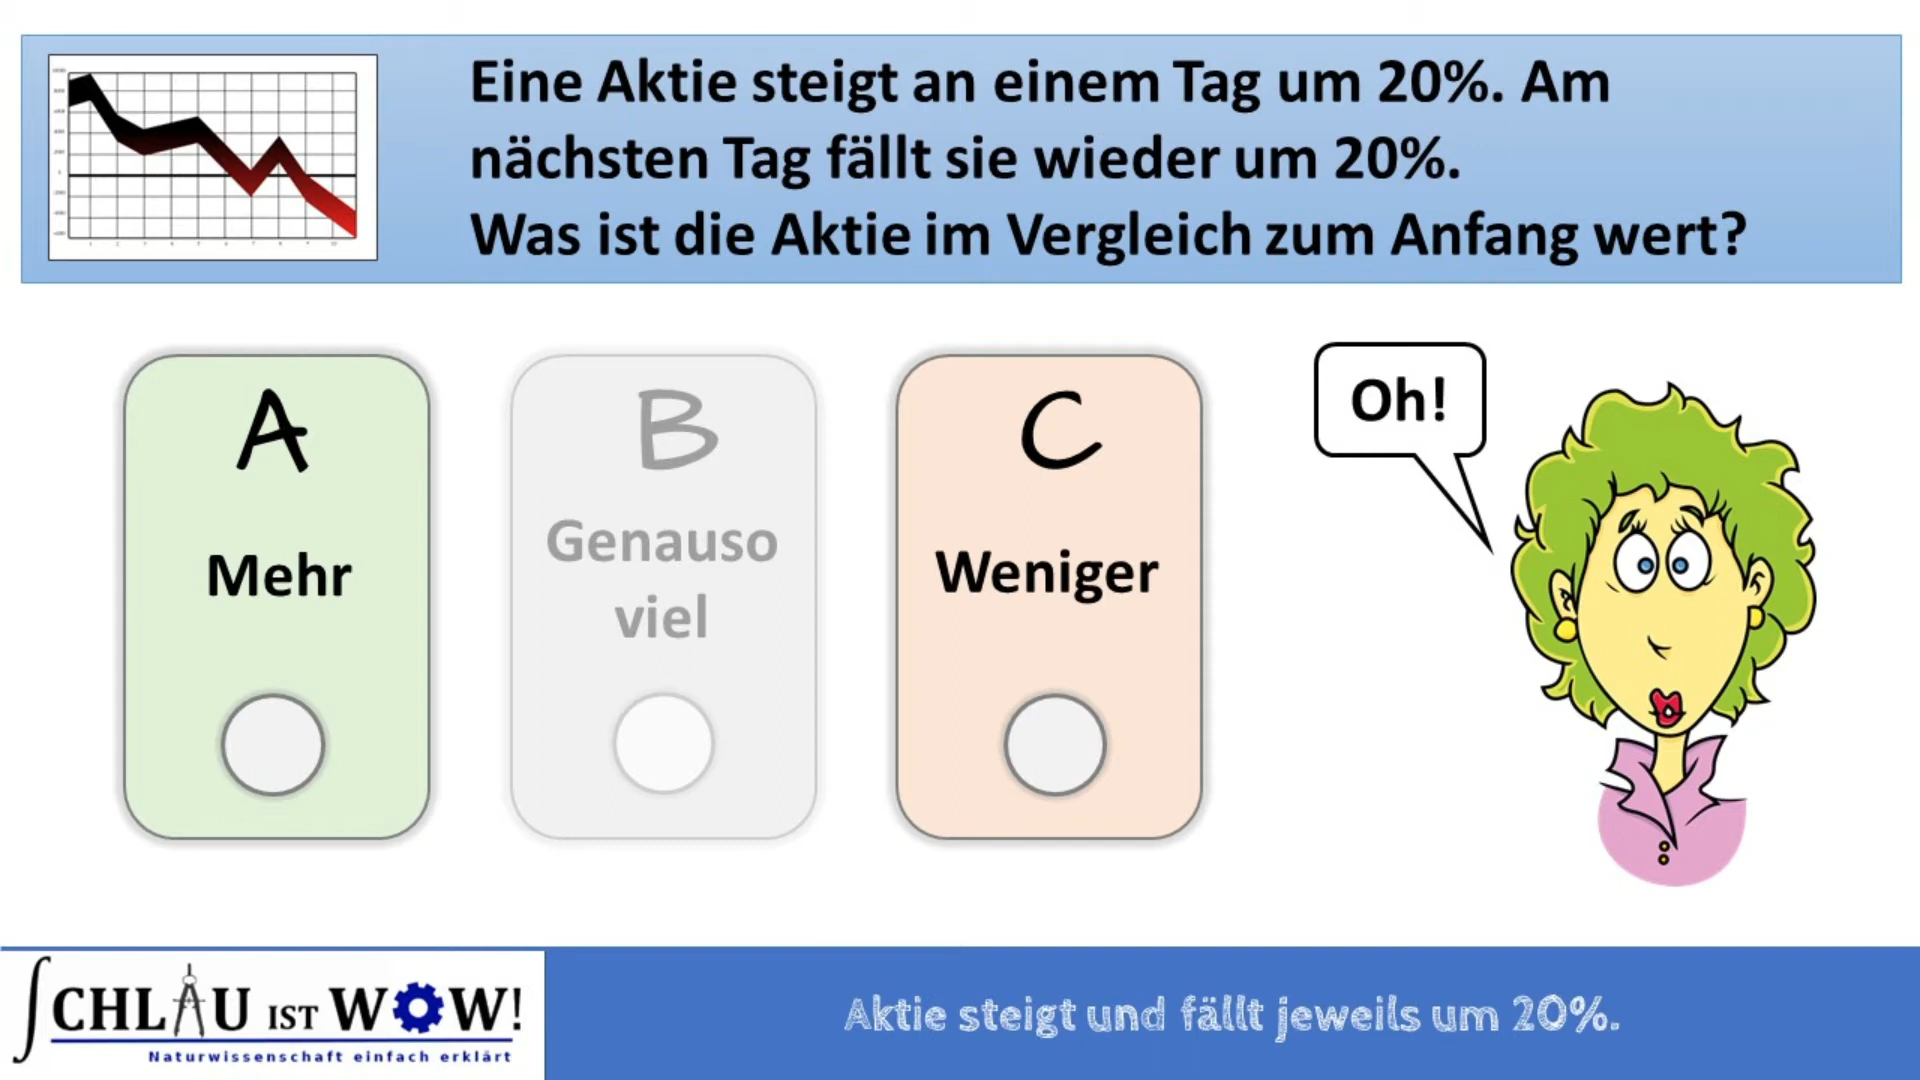 Eine Aktie steigt an einem Tag um 20%. Am
nächsten Tag fällt sie wieder um 20%.
Was ist die Aktie im Vergleich zum Anfang wert?
A
Mehr
B
Genauso
viel
C
Weniger
Oh!
SCHLAU IST WOW!
Naturwissenschaft einfach erklärt
Aktie steigt und fällt jeweils um 20%.